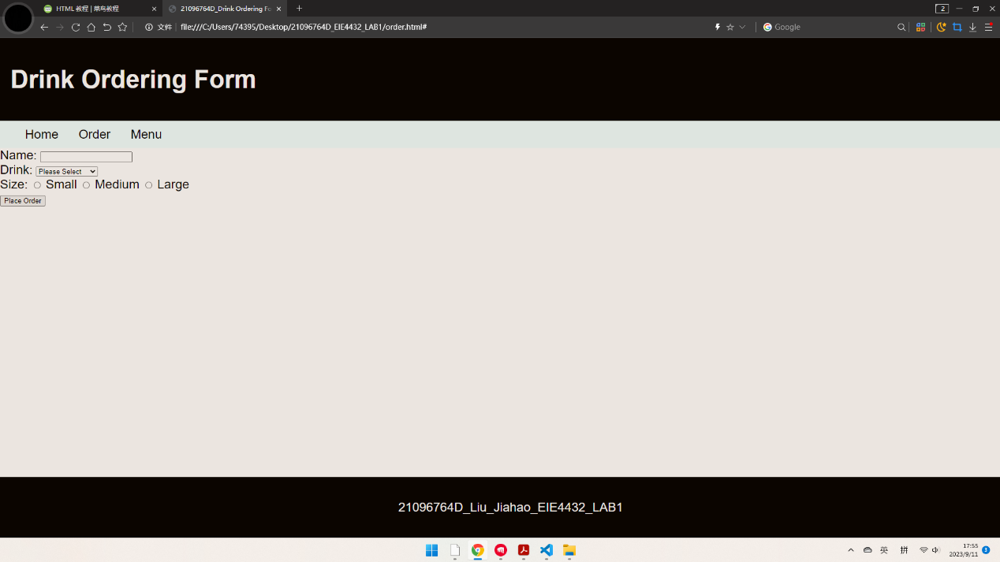 HTML 教程 | 菜鸟教程
21096764D_Drink Ordering Fo
2
文件
file:///C:/Users/74395/Desktop/21096764D_EIE4432_LAB1/order.html#
Google
Drink Ordering Form
Home Order Menu
Name:
Drink: Please Select
Size: Small Medium Large
Place Order
21096764D_Liu_Jiahao_EIE4432_LAB1
英 拼
17:55
2023/9/11
3